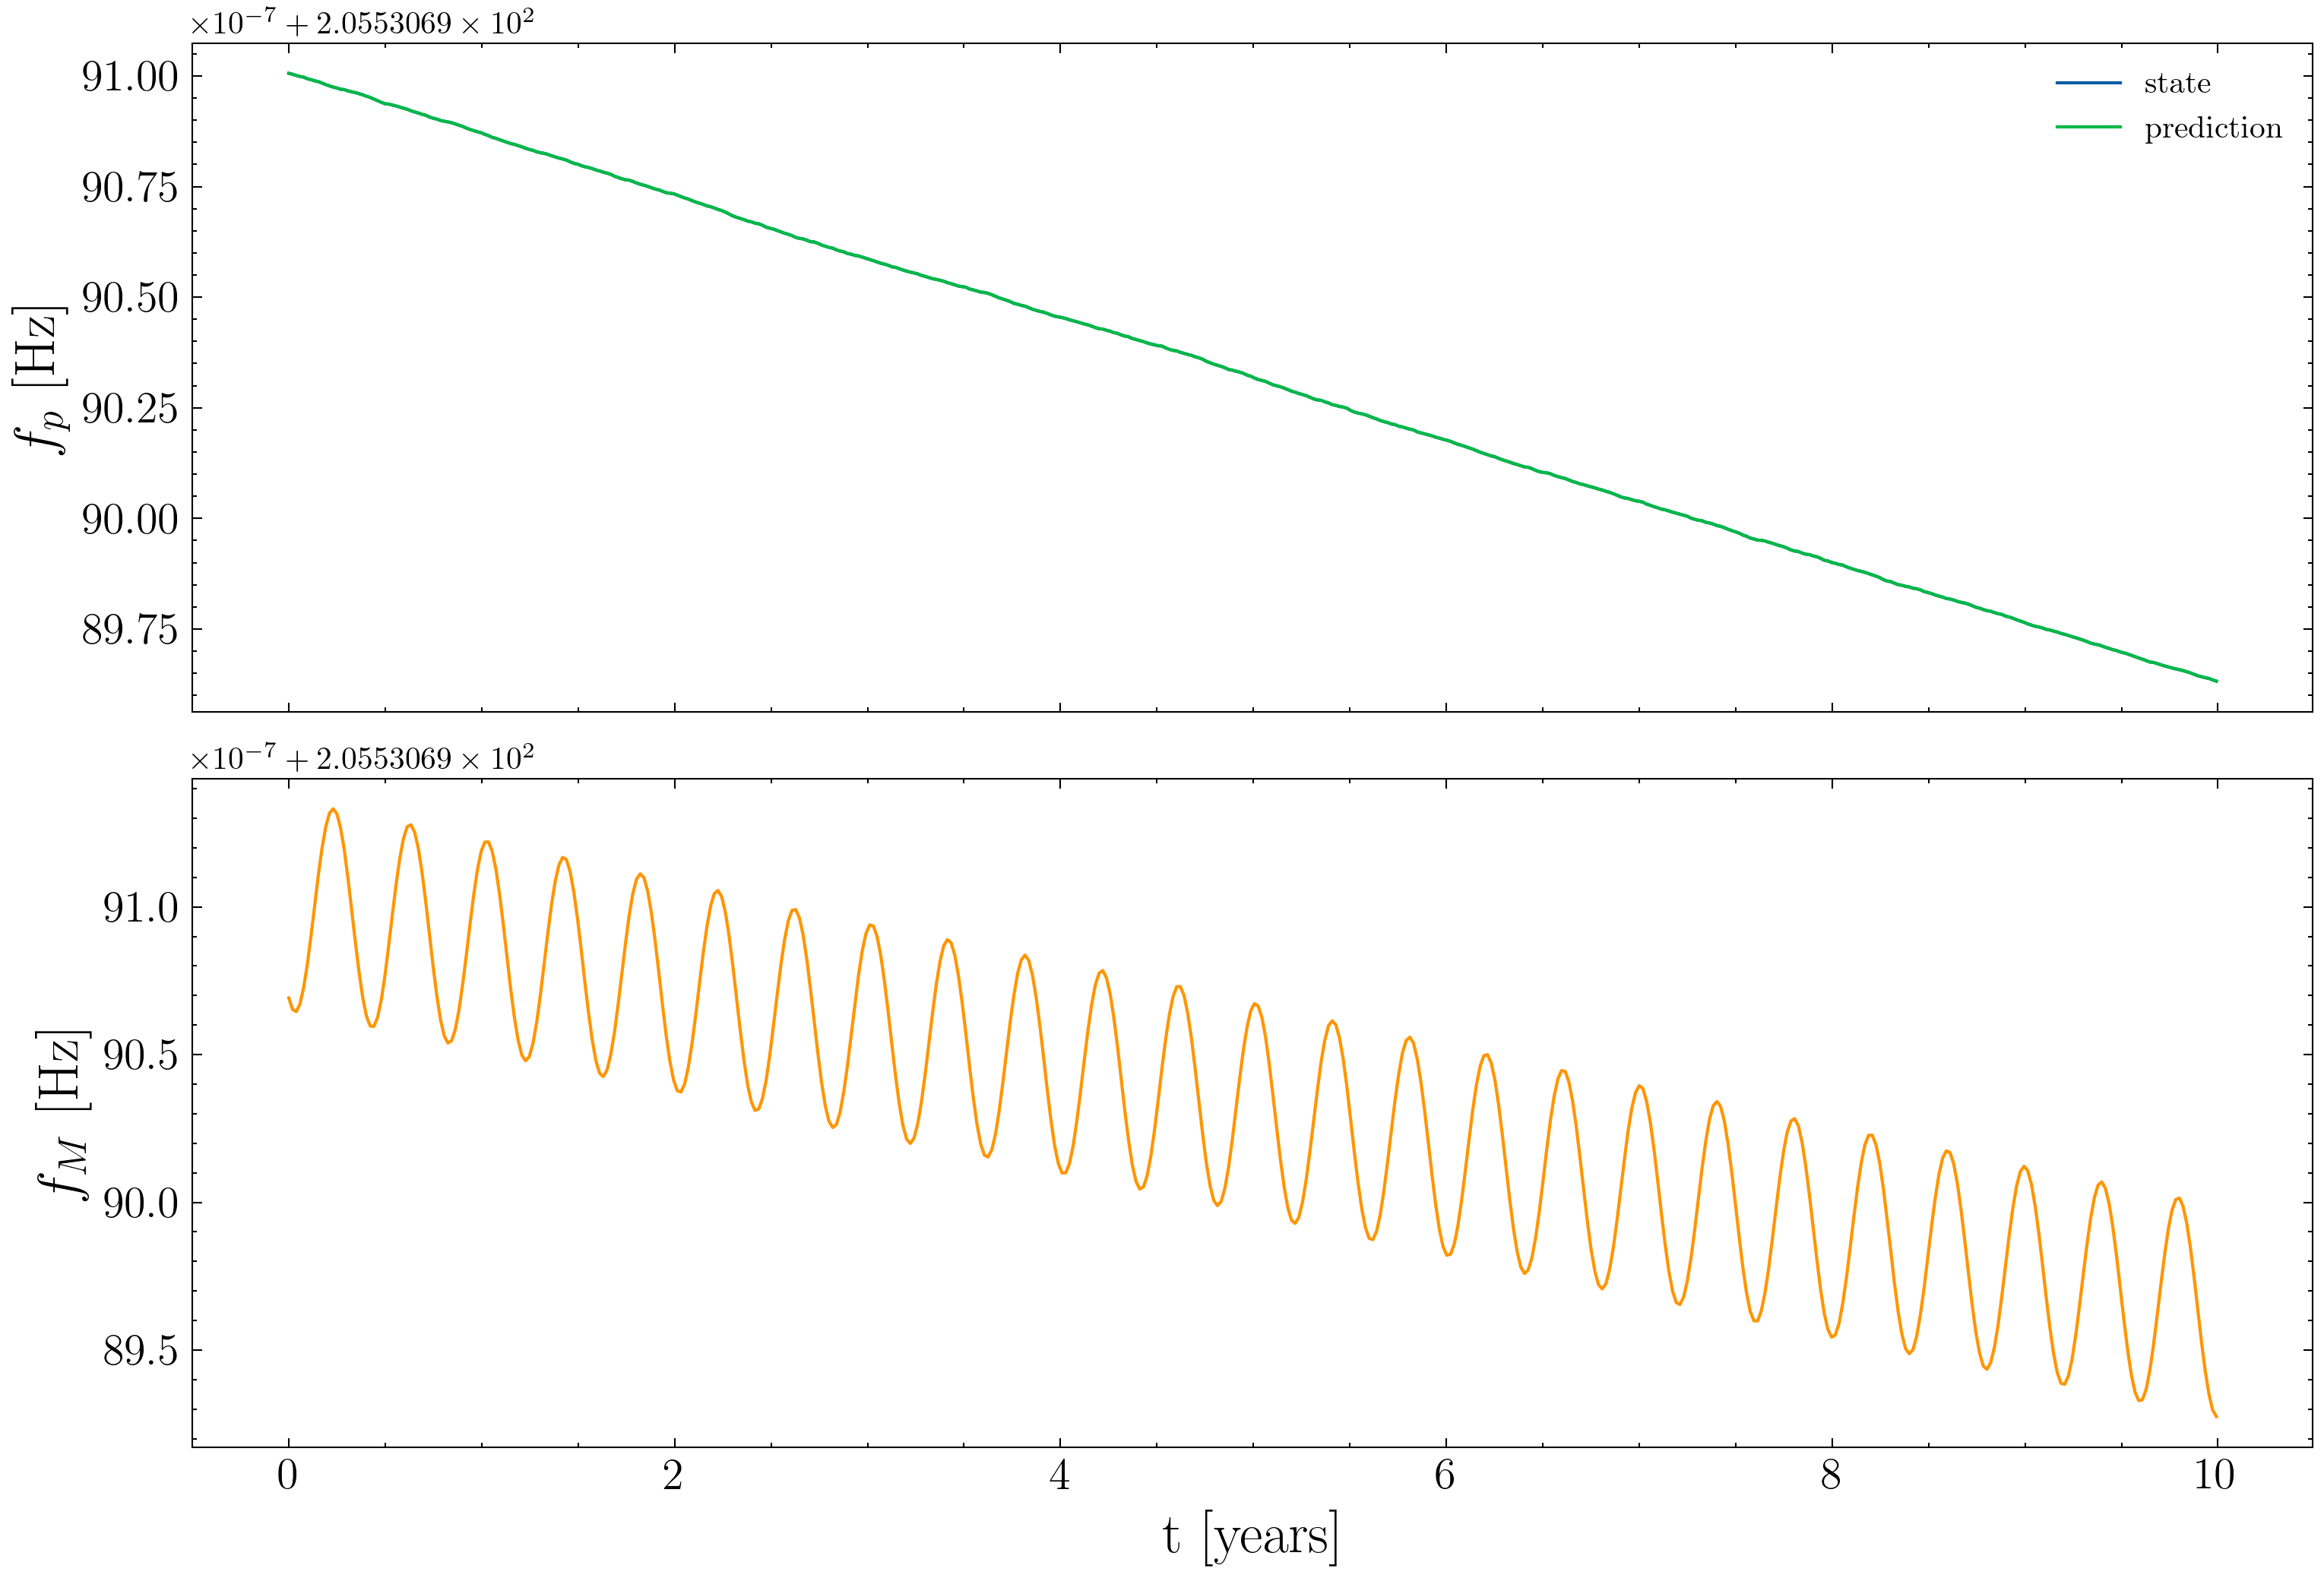 ×10⁻⁷ + 2.0553069 × 10²
91.00
90.75
90.50
90.25
90.00
89.75
f_p [Hz]
state
prediction
×10⁻⁷ + 2.0553069 × 10²
91.0
90.5
90.0
89.5
f_M [Hz]
0 2 4 6 8 10
t [years]